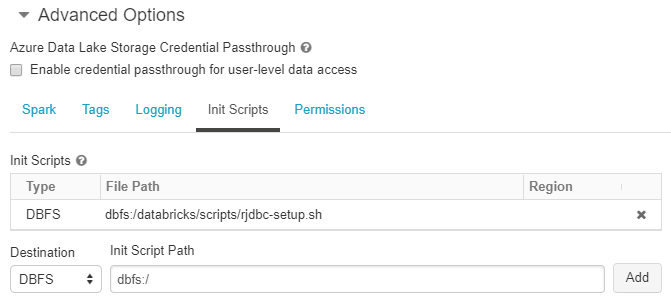 Advanced Options
Azure Data Lake Storage Credential Passthrough ?
Enable credential passthrough for user-level data access
Spark Tags Logging Init Scripts Permissions
Init Scripts ?
Type File Path Region
DBFS dbfs:/databricks/scripts/rjdbc-setup.sh
Destination Init Script Path
DBFS dbfs:/ Add